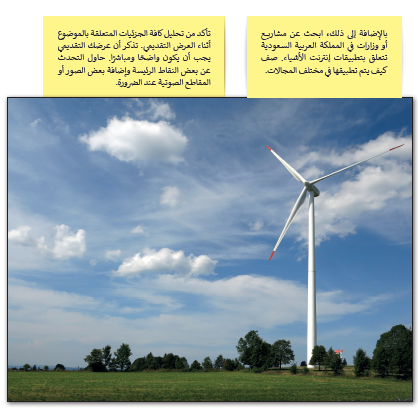 بالإضافة إلى ذلك، ابحث عن مشاريع
أو وزارات في المملكة العربية السعودية
تتعلق بتطبيقات إنترنت الأشياء. صف
كيف يتم تطبيقها في مختلف المجالات.
تأكد من تحليل كافة الجزئيات المتعلقة بالموضوع
أثناء العرض التقديمي. تذكر أن عرضك التقديمي
يجب أن يكون واضحًا ومباشرًا. حاول التحدث
عن بعض النقاط الرئيسة وإضافة بعض الصور أو
المقاطع الصوتية عند الضرورة.